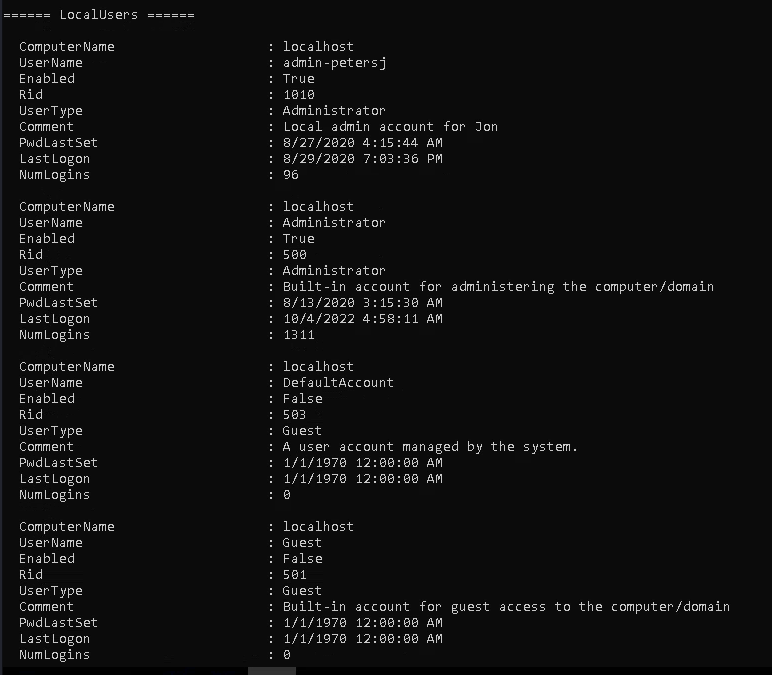 ====== LocalUsers ======
ComputerName : localhost
UserName : admin-petersj
Enabled : True
Rid : 1010
UserType : Administrator
Comment : Local admin account for Jon
PwdLastSet : 8/27/2020 4:15:44 AM
LastLogon : 8/29/2020 7:03:36 PM
NumLogins : 96
ComputerName : localhost
UserName : Administrator
Enabled : True
Rid : 500
UserType : Administrator
Comment : Built-in account for administering the computer/domain
PwdLastSet : 8/13/2020 3:15:30 AM
LastLogon : 10/4/2022 4:58:11 AM
NumLogins : 1311
ComputerName : localhost
UserName : DefaultAccount
Enabled : False
Rid : 503
UserType : Guest
Comment : A user account managed by the system.
PwdLastSet : 1/1/1970 12:00:00 AM
LastLogon : 1/1/1970 12:00:00 AM
NumLogins : 0
ComputerName : localhost
UserName : Guest
Enabled : False
Rid : 501
UserType : Guest
Comment : Built-in account for guest access to the computer/domain
PwdLastSet : 1/1/1970 12:00:00 AM
LastLogon : 1/1/1970 12:00:00 AM
NumLogins : 0